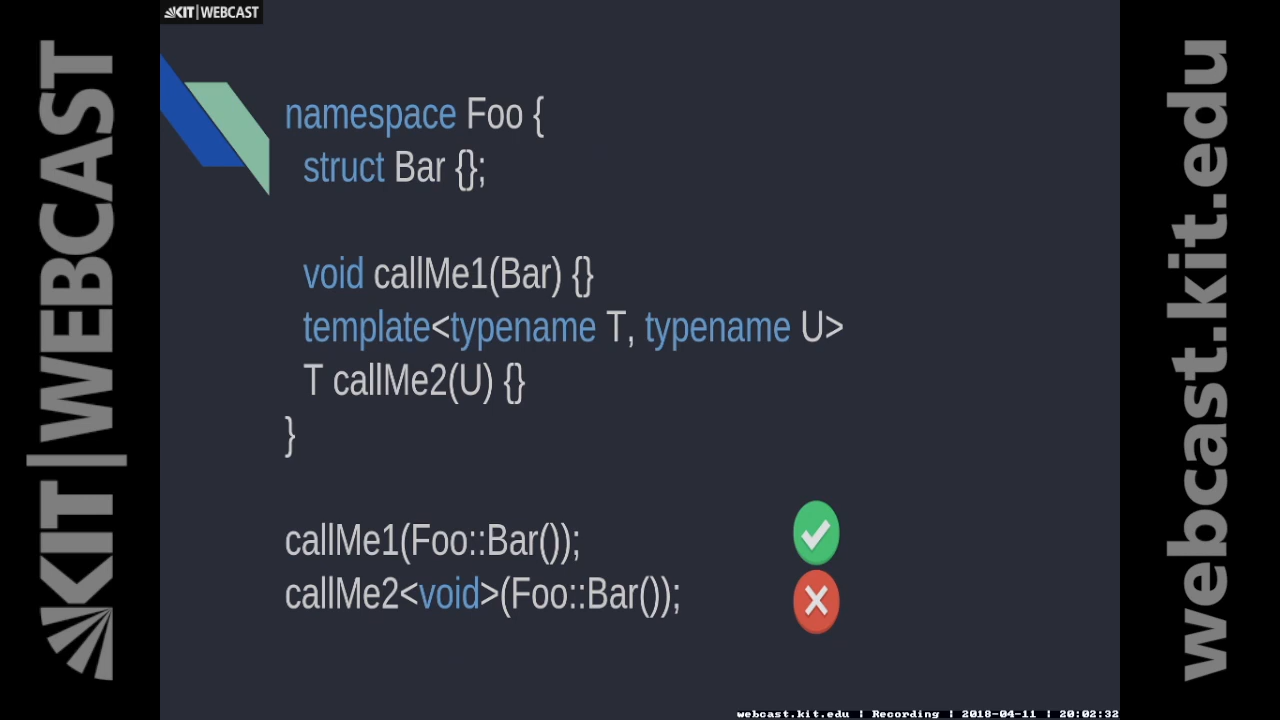 KIT|WEBCAST
KIT|WEBCAST
namespace Foo {
struct Bar {};
void callMe1(Bar) {}
template<typename T, typename U>
T callMe2(U) {}
}
callMe1(Foo::Bar());
callMe2<void>(Foo::Bar());
webcast.kit.edu
webcast.kit.edu | Recording | 2018-04-11 | 20:02:32